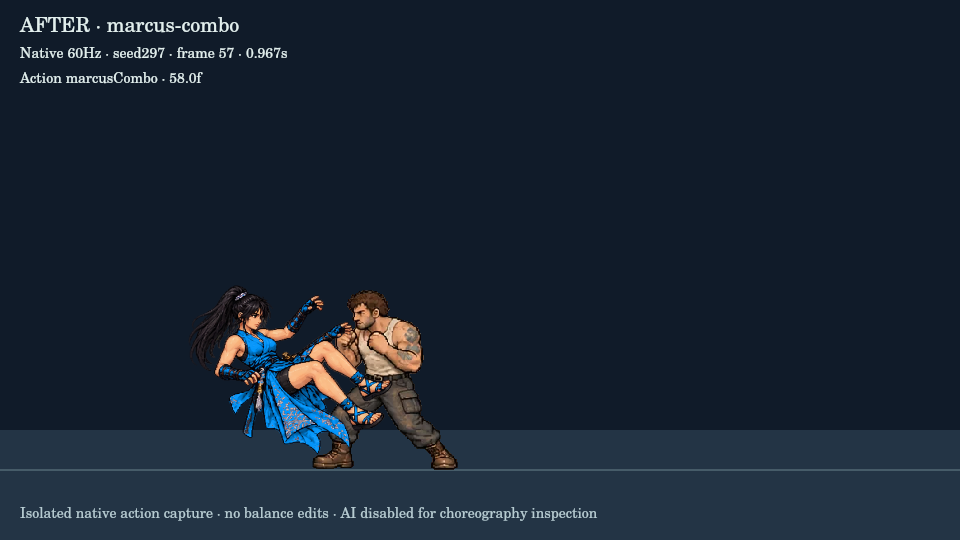 AFTER · marcus-combo
Native 60Hz · seed297 · frame 57 · 0.967s
Action marcusCombo · 58.0f
Isolated native action capture · no balance edits · AI disabled for choreography inspection